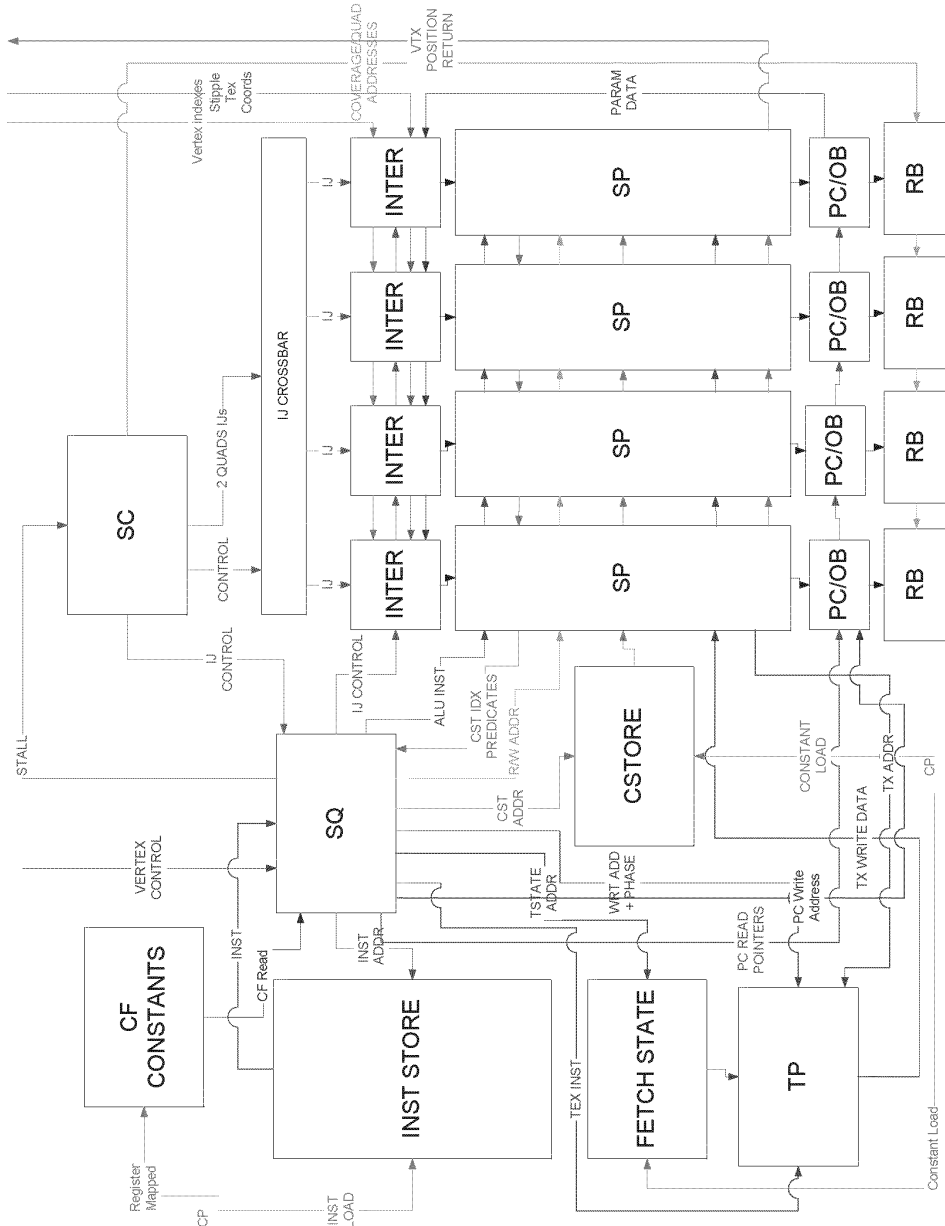 VERTEX
CONTROL
STALL
Vertex indexes
Stipple
Tex
Coords
COVERAGE/QUAD
ADDRESSES
VTX
POSITION
RETURN
SC
IJ
CONTROL
CONTROL
2 QUADS IJs
IJ CROSSBAR
IJ
IJ
IJ
IJ
INTER
INTER
INTER
INTER
Register
Mapped
CF
CONSTANTS
INST
CF Read
SQ
IJ CONTROL
ALU INST
CST IDX
PREDICATES
R/W ADDR
CST
ADDR
SP
SP
SP
SP
PARAM
DATA
CP
INST
LOAD
INST STORE
INST
ADDR
TSTATE
ADDR
WRT ADD
+ PHASE
CSTORE
CONSTANT
LOAD
CP
TEX INST
FETCH STATE
PC READ
POINTERS
PC Write
Address
TX WRITE DATA
TX ADDR
TP
Constant Load
PC/OB
PC/OB
PC/OB
PC/OB
RB
RB
RB
RB